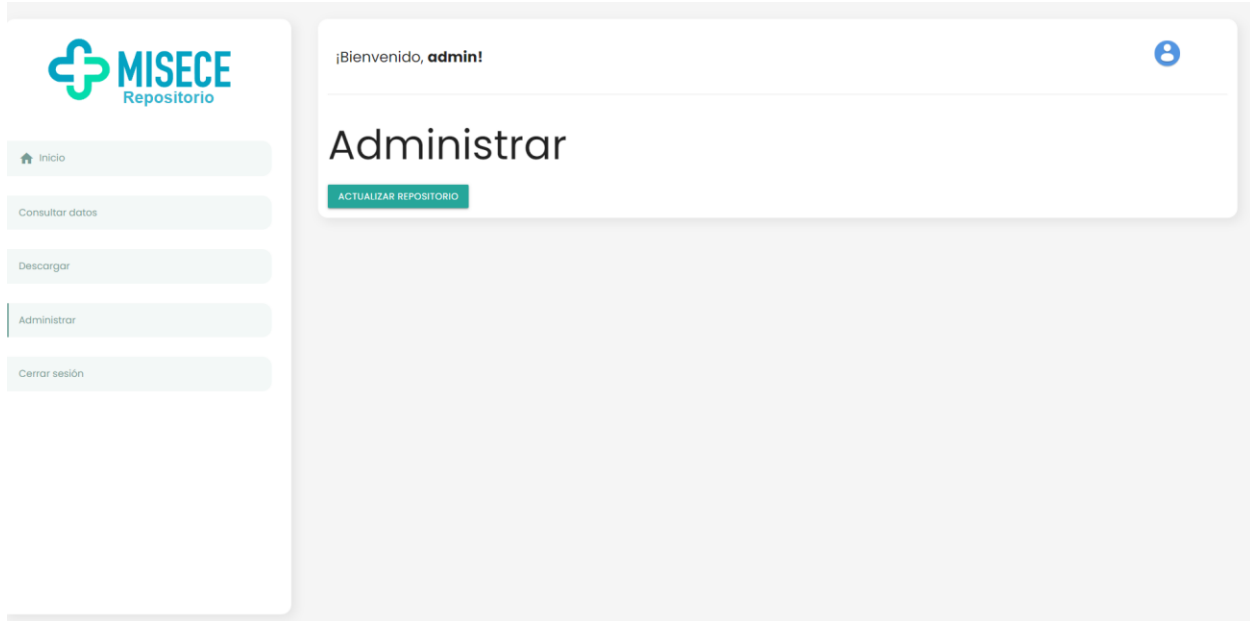 MISECE
Repositorio
Inicio
Consultar datos
Descargar
Administrar
Cerrar sesión
¡Bienvenido, admin!
Administrar
ACTUALIZAR REPOSITORIO